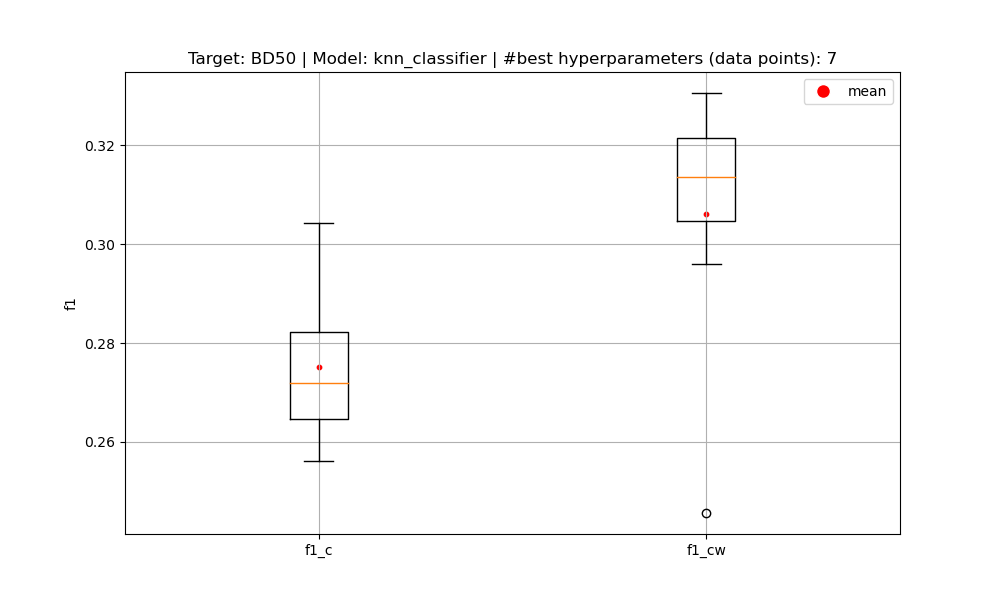 Target: BD50 | Model: knn_classifier | #best hyperparameters (data points): 7
mean
0.32
0.30
0.28
0.26
f1
f1_c
f1_cw